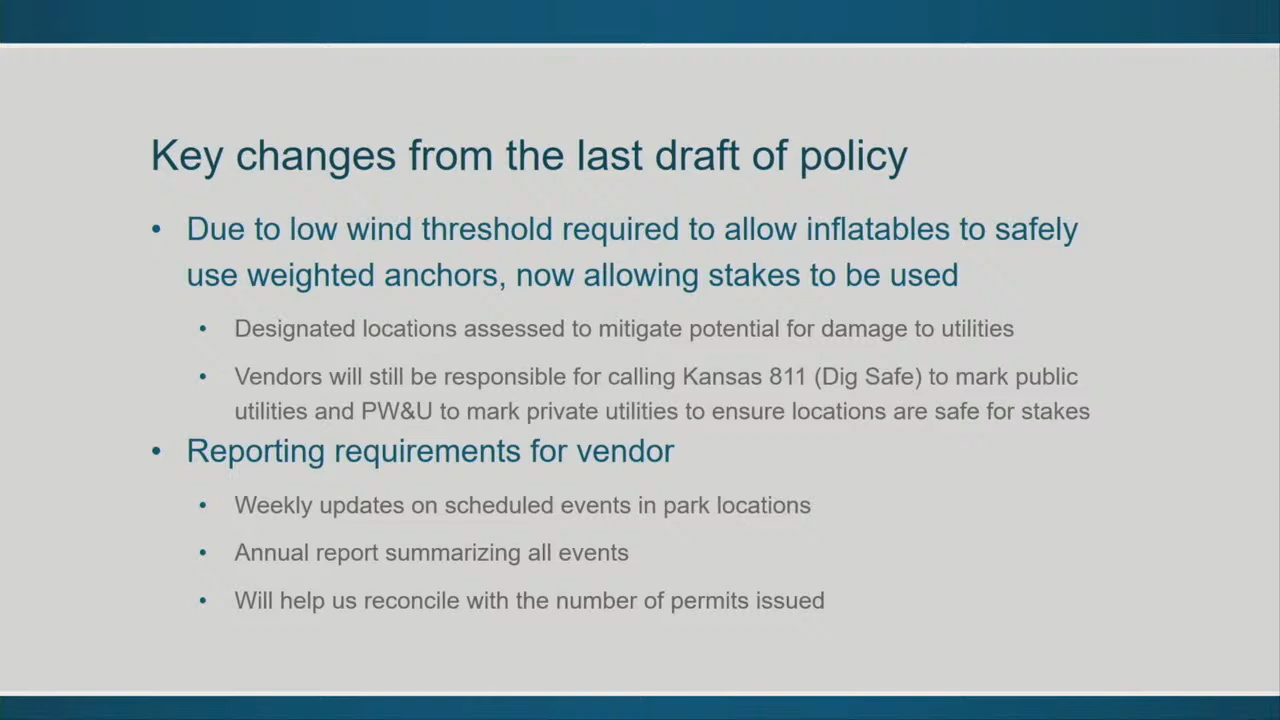 Key changes from the last draft of policy
• Due to low wind threshold required to allow inflatables to safely
use weighted anchors, now allowing stakes to be used
• Designated locations assessed to mitigate potential for damage to utilities
• Vendors will still be responsible for calling Kansas 811 (Dig Safe) to mark public
utilities and PW&U to mark private utilities to ensure locations are safe for stakes
• Reporting requirements for vendor
• Weekly updates on scheduled events in park locations
• Annual report summarizing all events
• Will help us reconcile with the number of permits issued